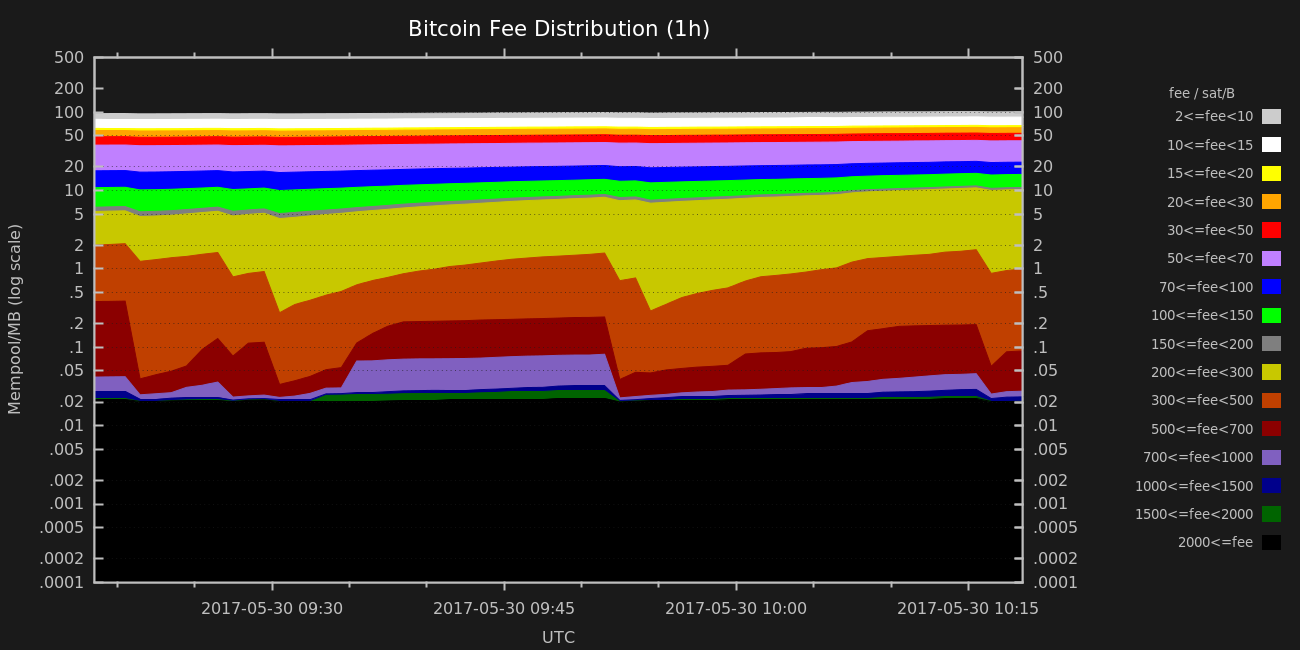 Bitcoin Fee Distribution (1h)
500
200
100
50
20
10
5
2
1
.5
.2
.1
.05
.02
.01
.005
.002
.001
.0005
.0002
.0001
Mempool/MB (log scale)
500
200
100
50
20
10
5
2
1
.5
.2
.1
.05
.02
.01
.005
.002
.001
.0005
.0002
.0001
2017-05-30 09:30
2017-05-30 09:45
2017-05-30 10:00
2017-05-30 10:15
UTC
fee / sat/B
2<=fee<10
10<=fee<15
15<=fee<20
20<=fee<30
30<=fee<50
50<=fee<70
70<=fee<100
100<=fee<150
150<=fee<200
200<=fee<300
300<=fee<500
500<=fee<700
700<=fee<1000
1000<=fee<1500
1500<=fee<2000
2000<=fee